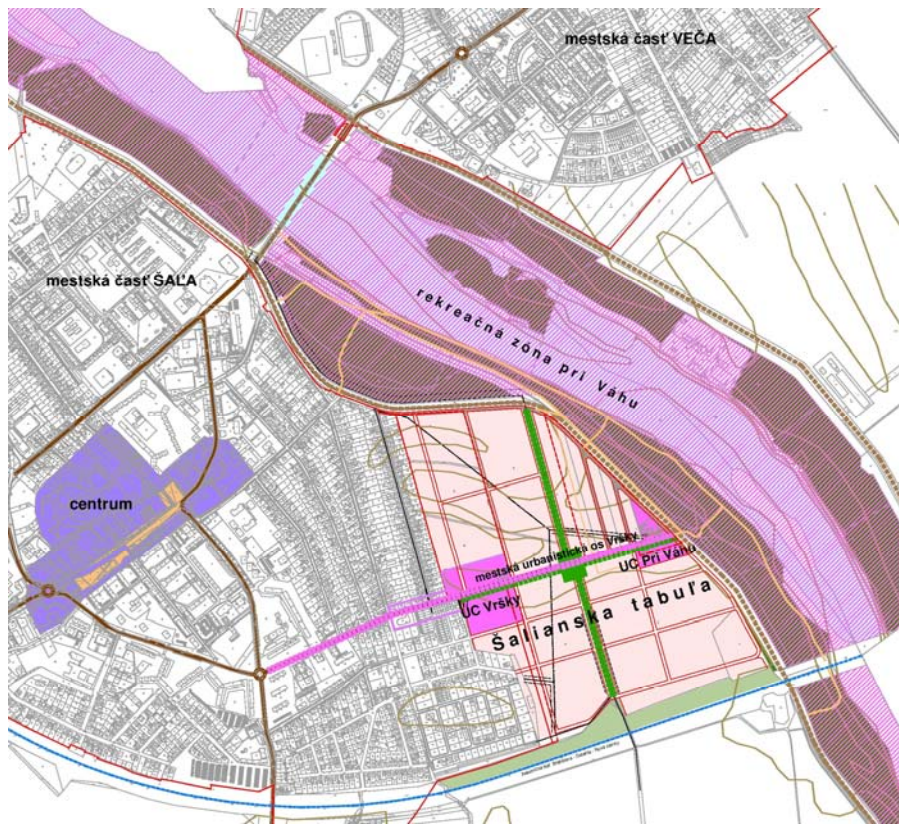 mestská časť VEČA
mestská časť ŠAĽA
rekreačná zóna pri Váhu
centrum
mestská urbanistická os Vršky
UC Pri Váhu
UC Vršky
Šalianska tabuľa